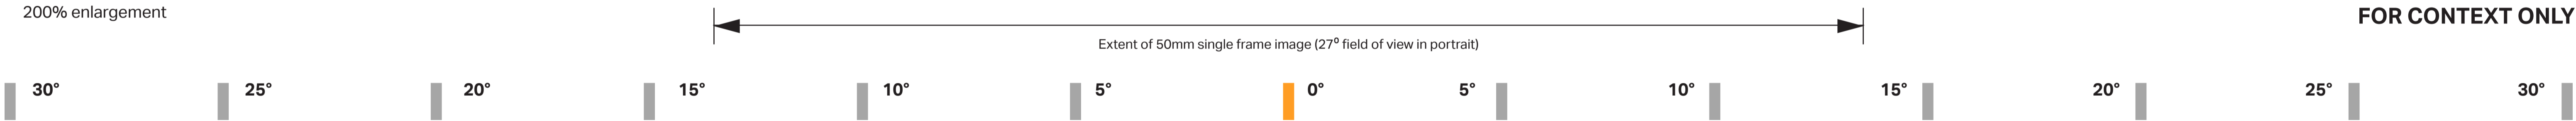 200% enlargement
FOR CONTEXT ONLY
Extent of 50mm single frame image (27° field of view in portrait)
30° 25° 20° 15° 10° 5° 0° 5° 10° 15° 20° 25° 30°